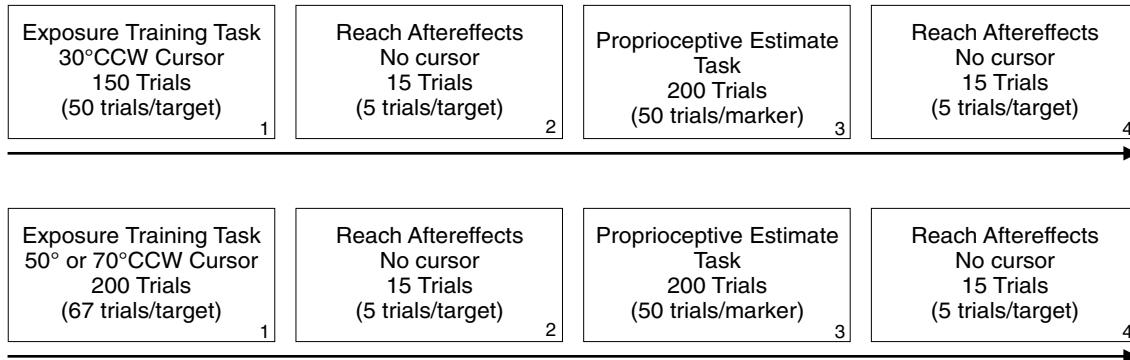 Exposure Training Task
30°CCW Cursor
150 Trials
(50 trials/target)
1
Reach Aftereffects
No cursor
15 Trials
(5 trials/target)
2
Proprioceptive Estimate
Task
200 Trials
(50 trials/marker)
3
Reach Aftereffects
No cursor
15 Trials
(5 trials/target)
4
Exposure Training Task
50° or 70°CCW Cursor
200 Trials
(67 trials/target)
1
Reach Aftereffects
No cursor
15 Trials
(5 trials/target)
2
Proprioceptive Estimate
Task
200 Trials
(50 trials/marker)
3
Reach Aftereffects
No cursor
15 Trials
(5 trials/target)
4